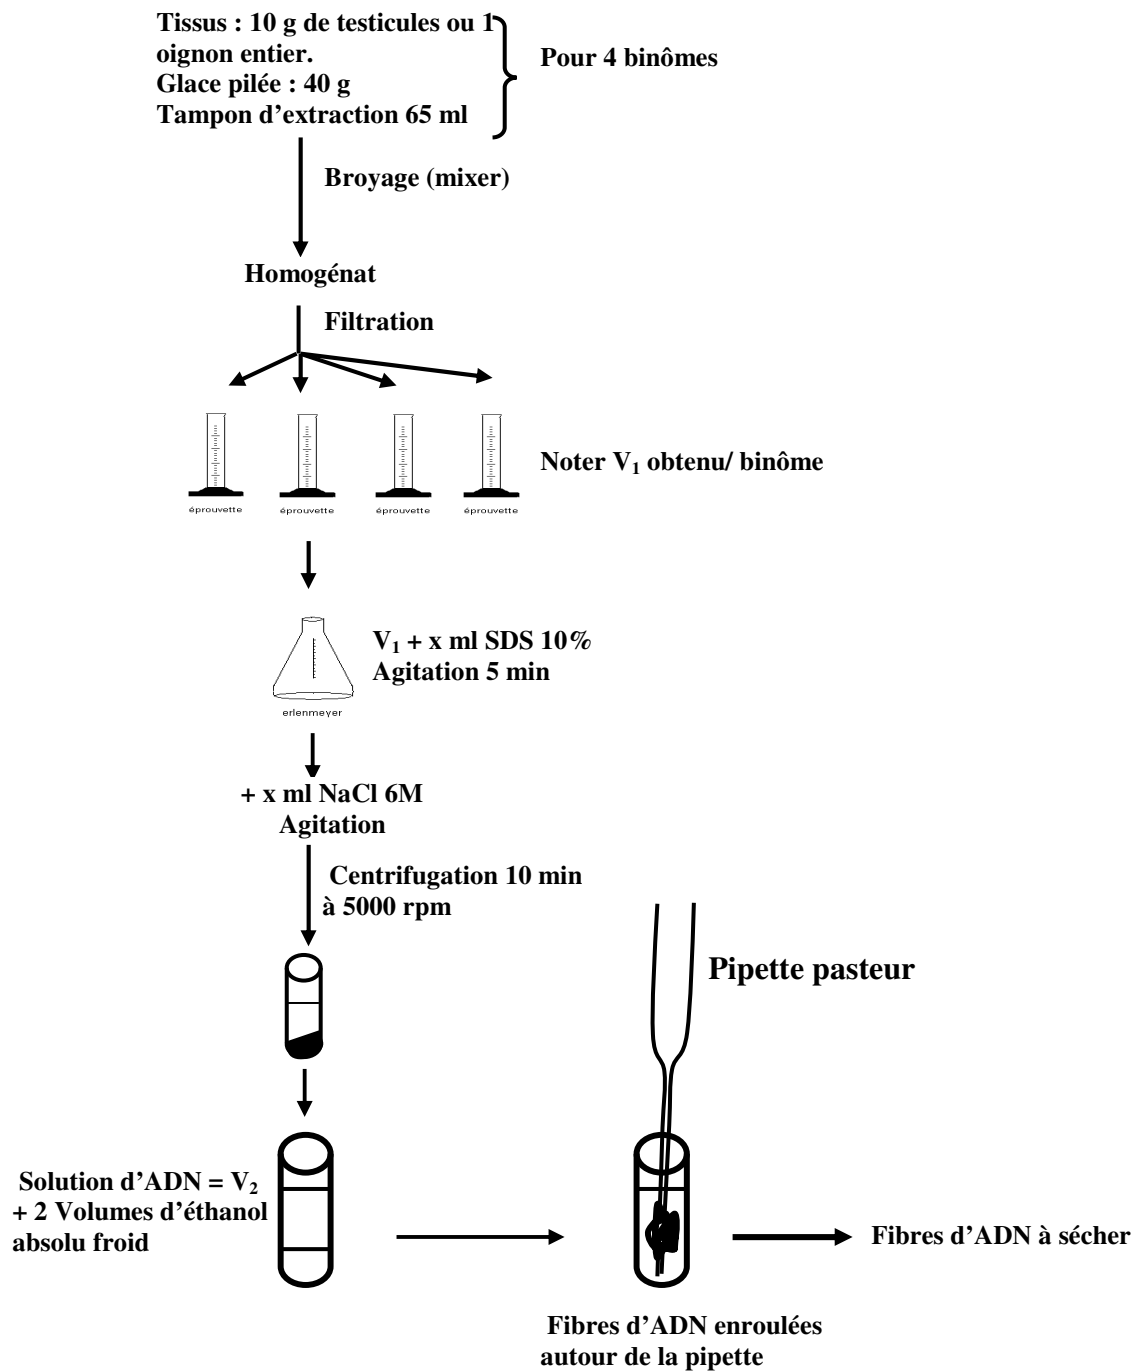 Tissus : 10 g de testicules ou 1
oignon entier.
Glace pilée : 40 g
Tampon d'extraction 65 ml
Pour 4 binômes
Broyage (mixer)
Homogénat
Filtration
Noter V₁ obtenu/ binôme
éprouvette
éprouvette
éprouvette
éprouvette
V₁ + x ml SDS 10%
Agitation 5 min
erlenmeyer
+ x ml NaCl 6M
Agitation
Centrifugation 10 min
à 5000 rpm
Pipette pasteur
Solution d'ADN = V₂
+ 2 Volumes d'éthanol
absolu froid
Fibres d'ADN à sécher
Fibres d'ADN enroulées
autour de la pipette